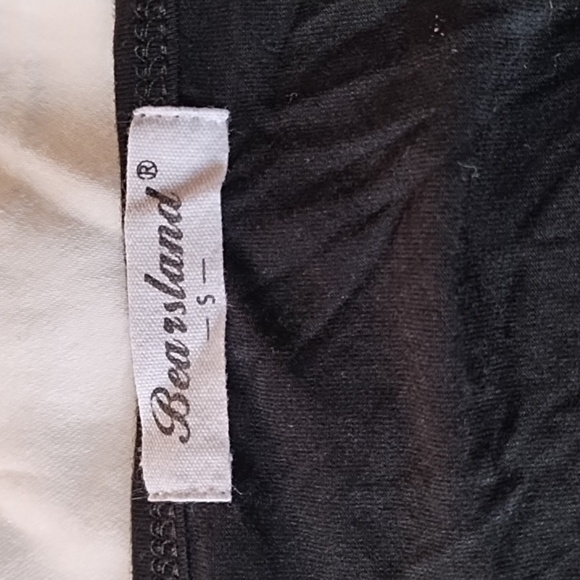 Bearsland®
— S —